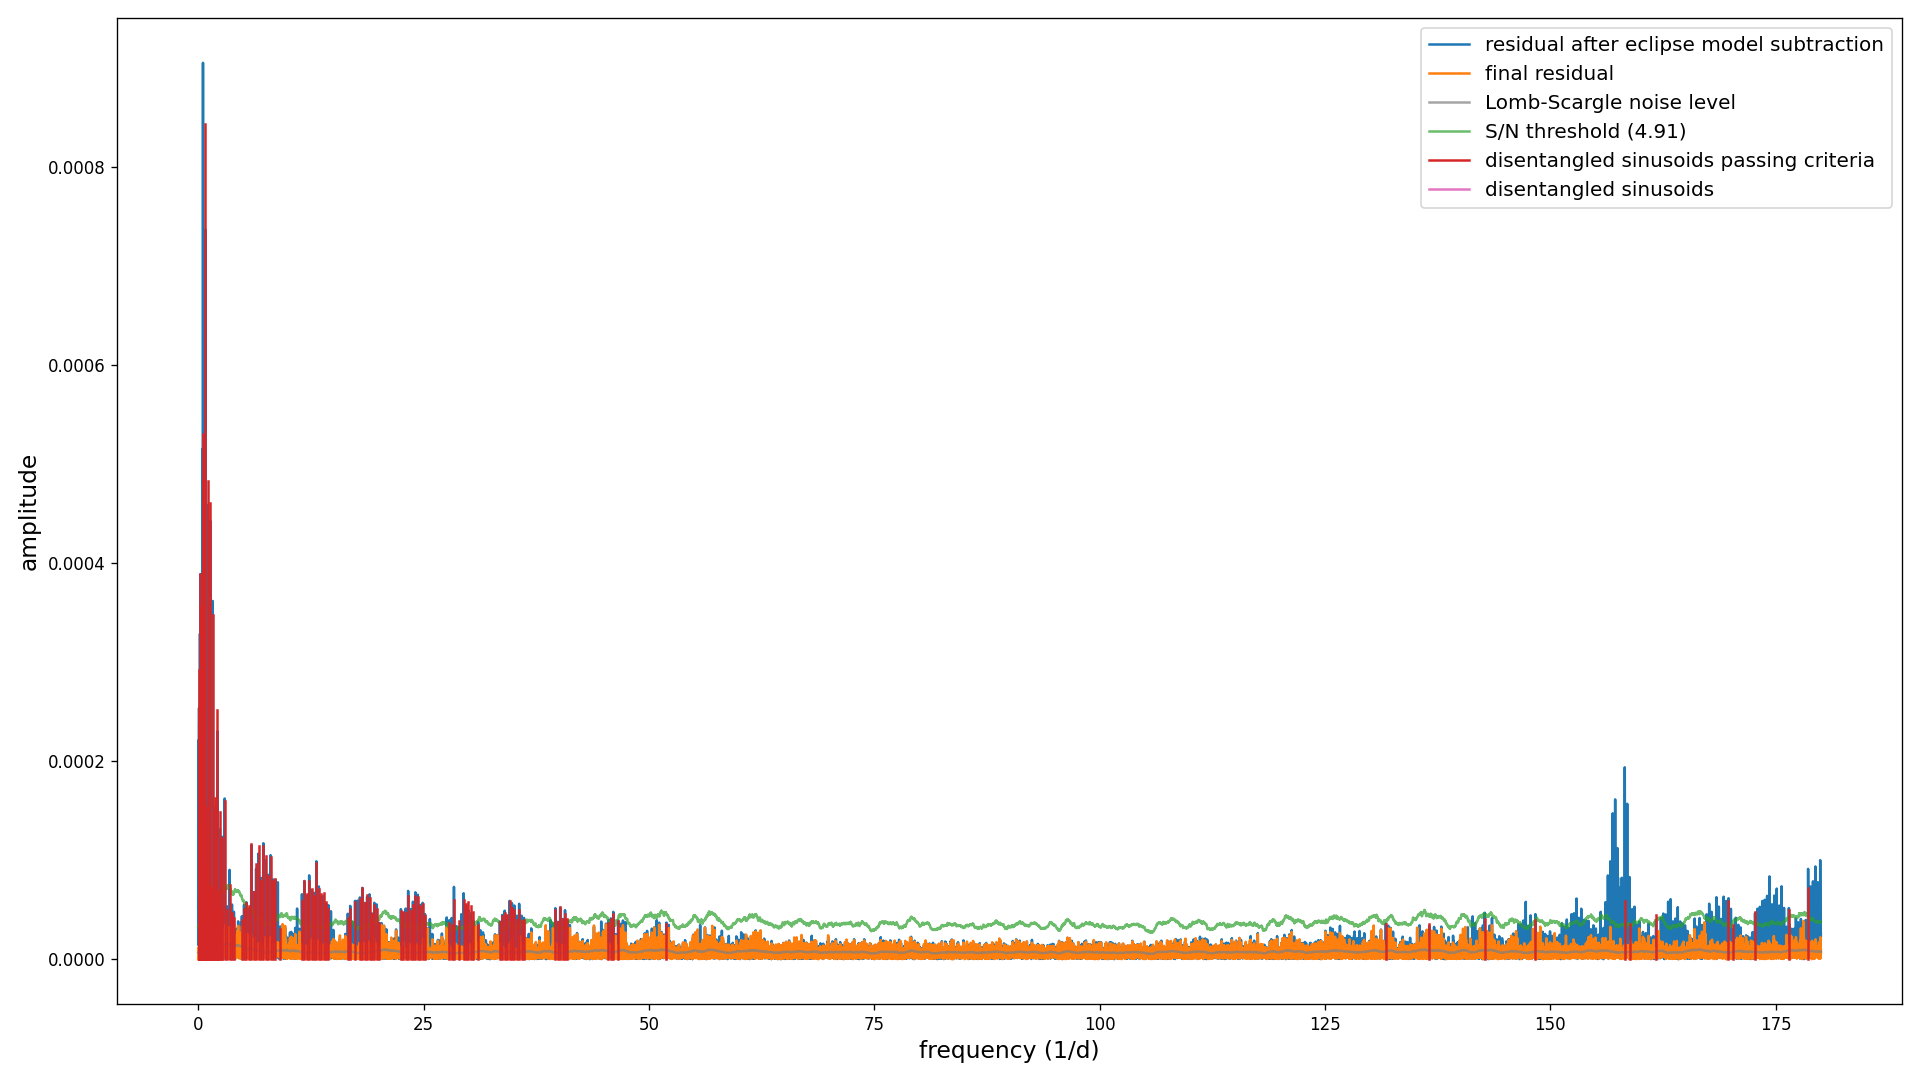 residual after eclipse model subtraction
final residual
Lomb-Scargle noise level
S/N threshold (4.91)
disentangled sinusoids passing criteria
disentangled sinusoids
amplitude
0.0008
0.0006
0.0004
0.0002
0.0000
0 25 50 75 100 125 150 175
frequency (1/d)